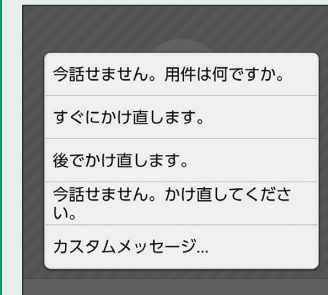 今話せません。用件は何ですか。
すぐにかけ直します。
後でかけ直します。
今話せません。かけ直してくださ
い。
カスタムメッセージ...